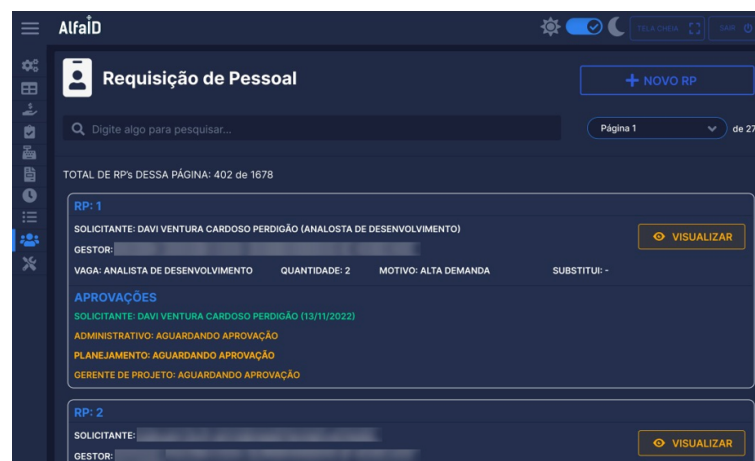 AlfaID
TELA CHEIA
SAIR
Requisição de Pessoal
NOVO RP
Digite algo para pesquisar...
Página 1
de 27
TOTAL DE RP's DESSA PÁGINA: 402 de 1678
RP: 1
SOLICITANTE: DAVI VENTURA CARDOSO PERDIGÃO (ANALOSTA DE DESENVOLVIMENTO)
VISUALIZAR
GESTOR:
VAGA: ANALISTA DE DESENVOLVIMENTO QUANTIDADE: 2 MOTIVO: ALTA DEMANDA SUBSTITUI: -
APROVAÇÕES
SOLICITANTE: DAVI VENTURA CARDOSO PERDIGÃO (13/11/2022)
ADMINISTRATIVO: AGUARDANDO APROVAÇÃO
PLANEJAMENTO: AGUARDANDO APROVAÇÃO
GERENTE DE PROJETO: AGUARDANDO APROVAÇÃO
RP: 2
SOLICITANTE:
VISUALIZAR
GESTOR: